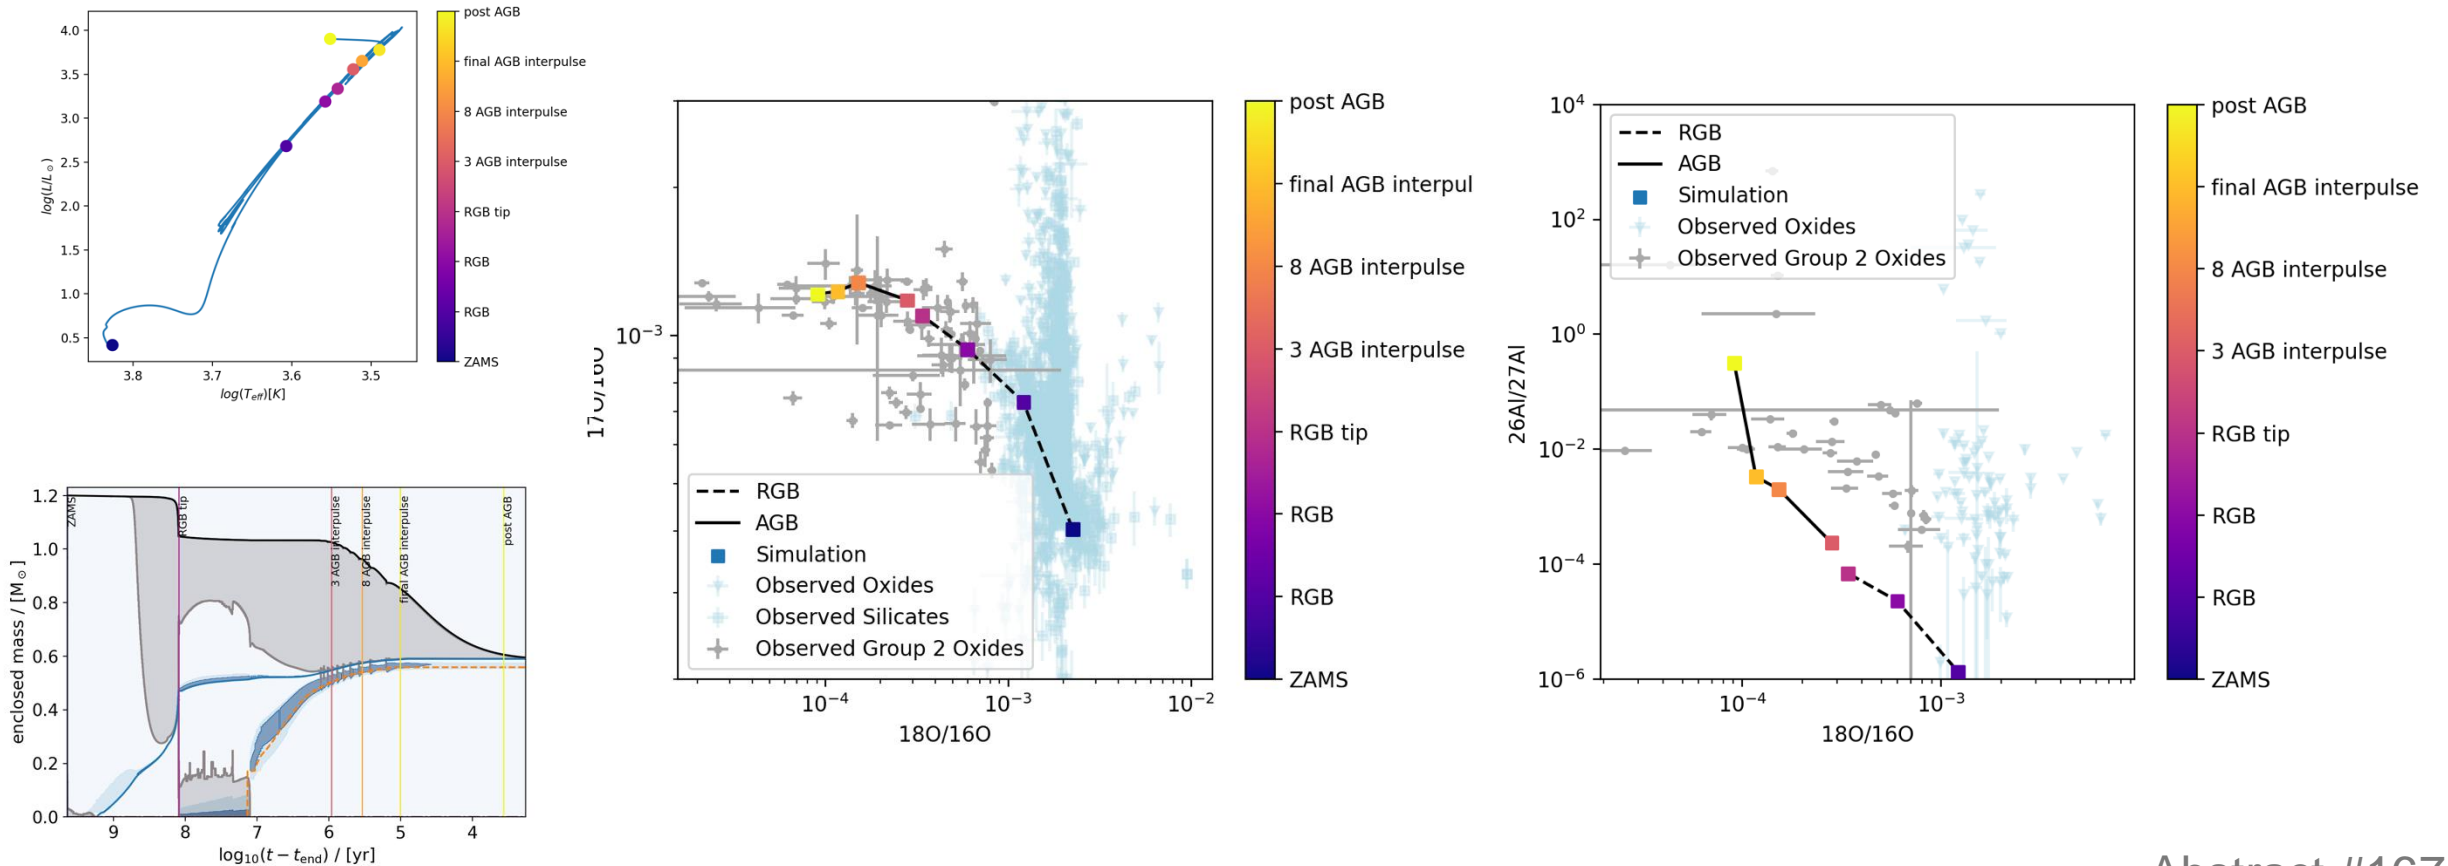 4.0
3.5
3.0
2.5
2.0
1.5
1.0
0.5
log(L/L⊙)
3.8
3.7
3.6
3.5
log(Teff)[K]
post AGB
final AGB interpulse
8 AGB interpulse
3 AGB interpulse
RGB tip
RGB
RGB
ZAMS
1.2
1.0
0.8
0.6
0.4
0.2
0.0
enclosed mass / [M⊙]
ZAMS
RGB tip
3 AGB interpulse
8 AGB interpulse
final AGB interpulse
post AGB
9
8
7
6
5
4
log10(t − tend) / [yr]
10−3
17O/16O
RGB
AGB
Simulation
Observed Oxides
Observed Silicates
Observed Group 2 Oxides
10−4
10−3
10−2
18O/16O
post AGB
final AGB interpul
8 AGB interpulse
3 AGB interpulse
RGB tip
RGB
RGB
ZAMS
104
102
100
10−2
10−4
10−6
26Al/27Al
RGB
AGB
Simulation
Observed Oxides
Observed Group 2 Oxides
10−4
10−3
18O/16O
post AGB
final AGB interpulse
8 AGB interpulse
3 AGB interpulse
RGB tip
RGB
RGB
ZAMS
Abstract #167